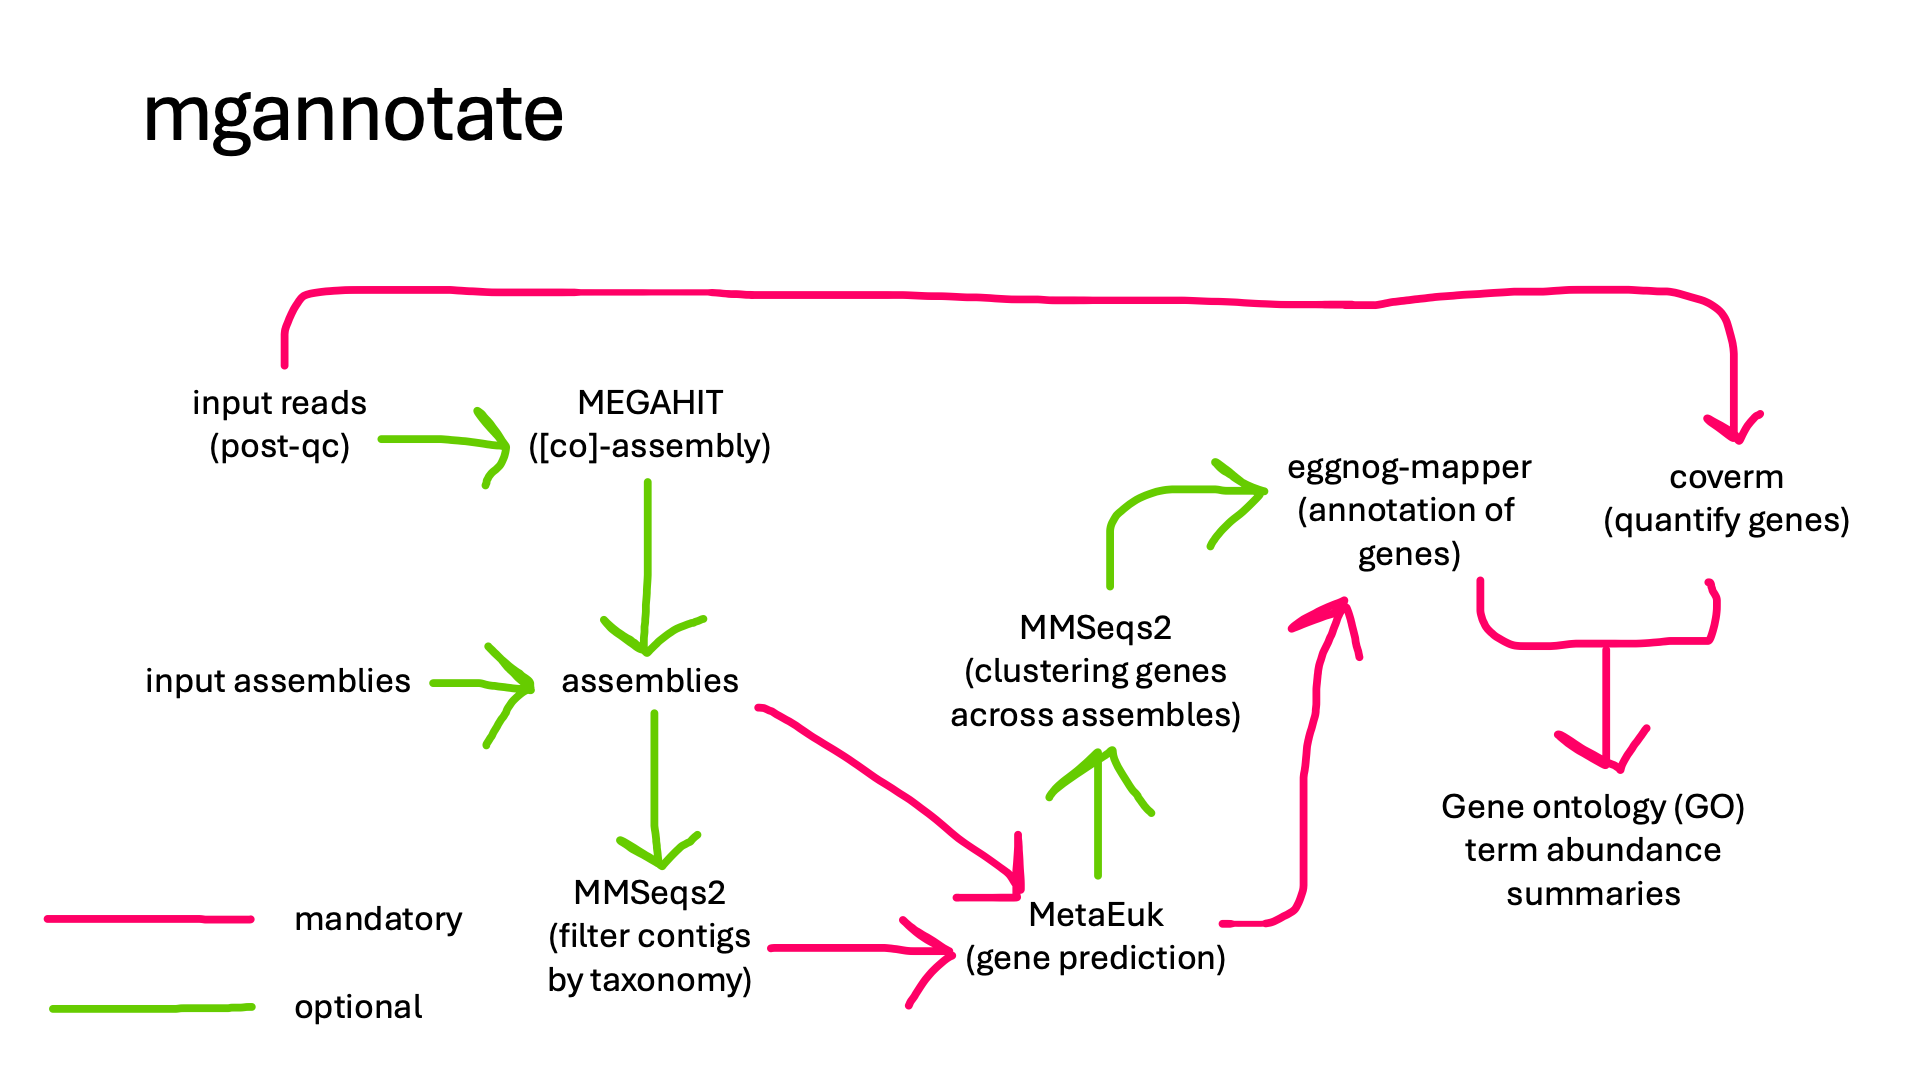 mgannotate
input reads
(post-qc)
MEGAHIT
([co]-assembly)
eggnog-mapper
(annotation of
genes)
coverm
(quantify genes)
input assemblies
assemblies
MMSeqs2
(clustering genes
across assembles)
MMSeqs2
(filter contigs
by taxonomy)
MetaEuk
(gene prediction)
Gene ontology (GO)
term abundance
summaries
mandatory
optional